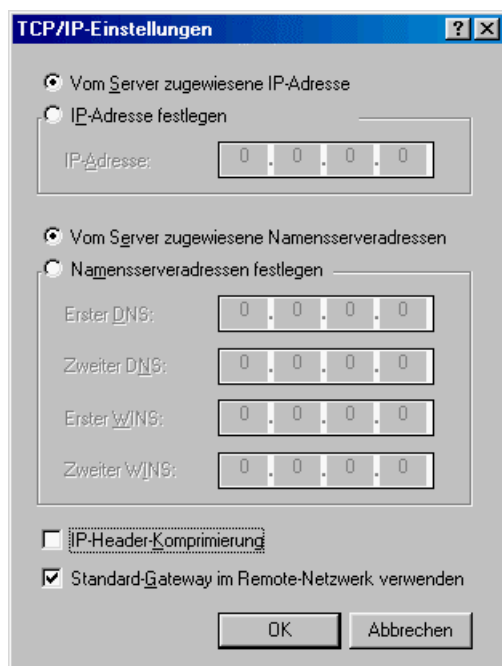 TCP/IP-Einstellungen
Vom Server zugewiesene IP-Adresse
IP-Adresse festlegen
IP-Adresse: 0 . 0 . 0 . 0
Vom Server zugewiesene Namensserveradressen
Namensserveradressen festlegen
Erster DNS: 0 . 0 . 0 . 0
Zweiter DNS: 0 . 0 . 0 . 0
Erster WINS: 0 . 0 . 0 . 0
Zweiter WINS: 0 . 0 . 0 . 0
IP-Header-Komprimierung
Standard-Gateway im Remote-Netzwerk verwenden
OK Abbrechen